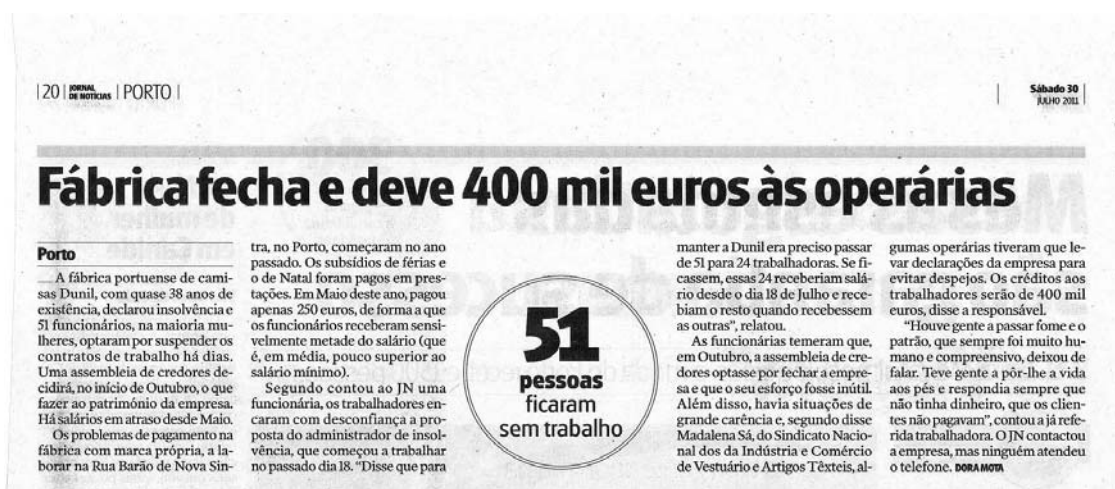 |20| JORNAL DE NOTÍCIAS | PORTO |
| Sábado 30
JULHO 2011 |
Fábrica fecha e deve 400 mil euros às operárias
Porto
A fábrica portuense de cami-
sas Dunil, com quase 38 anos de
existência, declarou insolvência e
51 funcionários, na maioria mu-
lheres, optaram por suspender os
contratos de trabalho há dias.
Uma assembleia de credores de-
cidirá, no início de Outubro, o que
fazer ao património da empresa.
Há salários em atraso desde Maio.
Os problemas de pagamento na
fábrica com marca própria, a la-
borar na Rua Barão de Nova Sin-
tra, no Porto, começaram no ano
passado. Os subsídios de férias e
o de Natal foram pagos em pres-
tações. Em Maio deste ano, pagou
apenas 250 euros, de forma a que
os funcionários receberam sensi-
velmente metade do salário (que
é, em média, pouco superior ao
salário mínimo).
Segundo contou ao JN uma
funcionária, os trabalhadores en-
caram com desconfiança a pro-
posta do administrador de insol-
vência, que começou a trabalhar
no passado dia 18. "Disse que para
51
pessoas
ficaram
sem trabalho
manter a Dunil era preciso passar
de 51 para 24 trabalhadoras. Se fi-
cassem, essas 24 receberiam salá-
rio desde o dia 18 de Julho e rece-
biam o resto quando recebessem
as outras", relatou.
As funcionárias temeram que,
em Outubro, a assembleia de cre-
dores optasse por fechar a empre-
sa e que o seu esforço fosse inútil.
Além disso, havia situações de
grande carência e, segundo disse
Madalena Sá, do Sindicato Nacio-
nal dos da Indústria e Comércio
de Vestuário e Artigos Têxteis, al-
gumas operárias tiveram que le-
var declarações da empresa para
evitar despejos. Os créditos aos
trabalhadores serão de 400 mil
euros, disse a responsável.
"Houve gente a passar fome e o
patrão, que sempre foi muito hu-
mano e compreensivo, deixou de
falar. Teve gente a pôr-lhe a vida
aos pés e respondia sempre que
não tinha dinheiro, que os clien-
tes não pagavam", contou a já refe-
rida trabalhadora. O JN contactou
a empresa, mas ninguém atendeu
o telefone. DORA MOTA